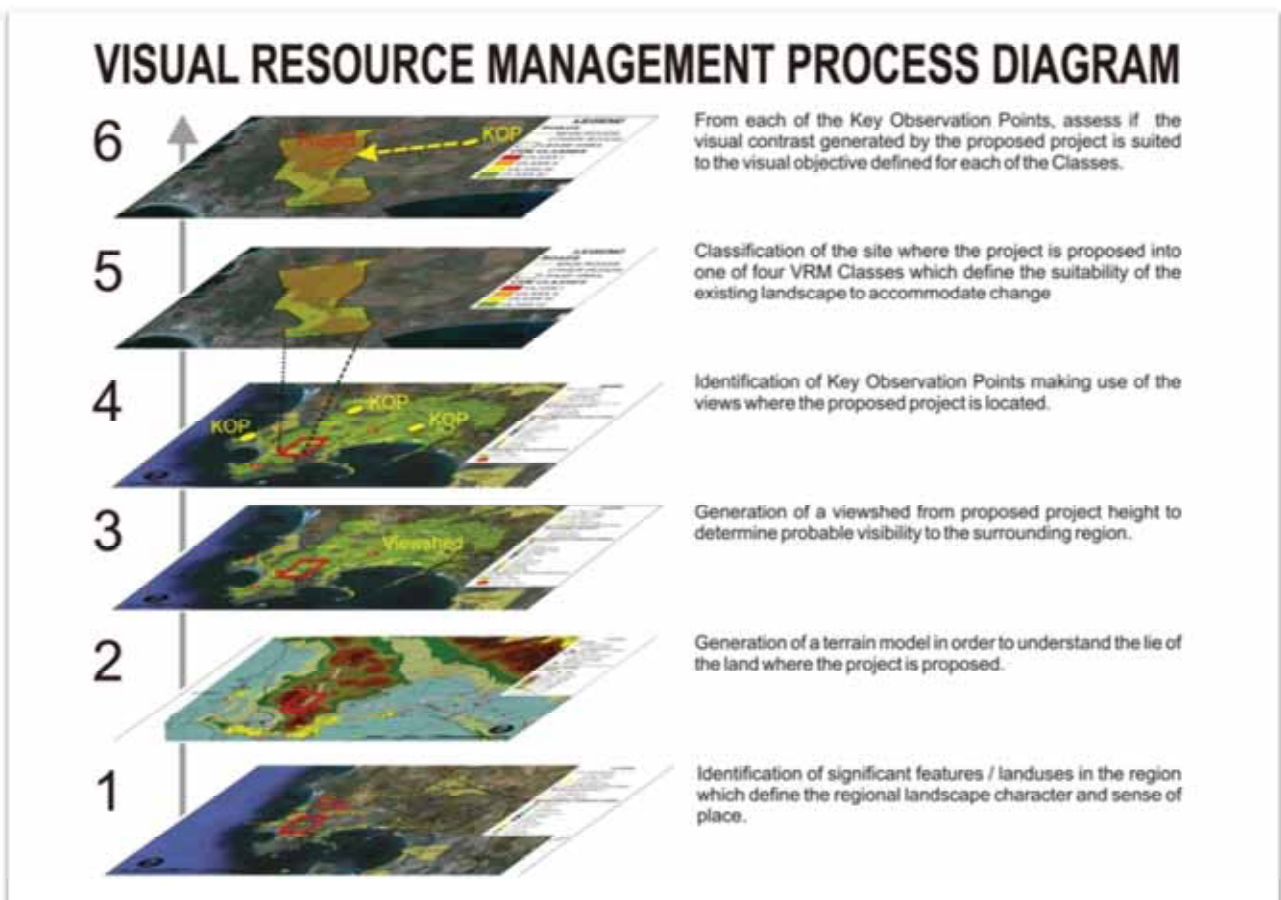 VISUAL RESOURCE MANAGEMENT PROCESS DIAGRAM
6
Project
KOP
From each of the Key Observation Points, assess if the
visual contrast generated by the proposed project is suited
to the visual objective defined for each of the Classes.
5
Classification of the site where the project is proposed into
one of four VRM Classes which define the suitability of the
existing landscape to accommodate change
4
KOP
KOP
KOP
Identification of Key Observation Points making use of the
views where the proposed project is located.
3
Viewshed
Generation of a viewshed from proposed project height to
determine probable visibility to the surrounding region.
2
Generation of a terrain model in order to understand the lie of
the land where the project is proposed.
1
Identification of significant features / landuses in the region
which define the regional landscape character and sense of
place.